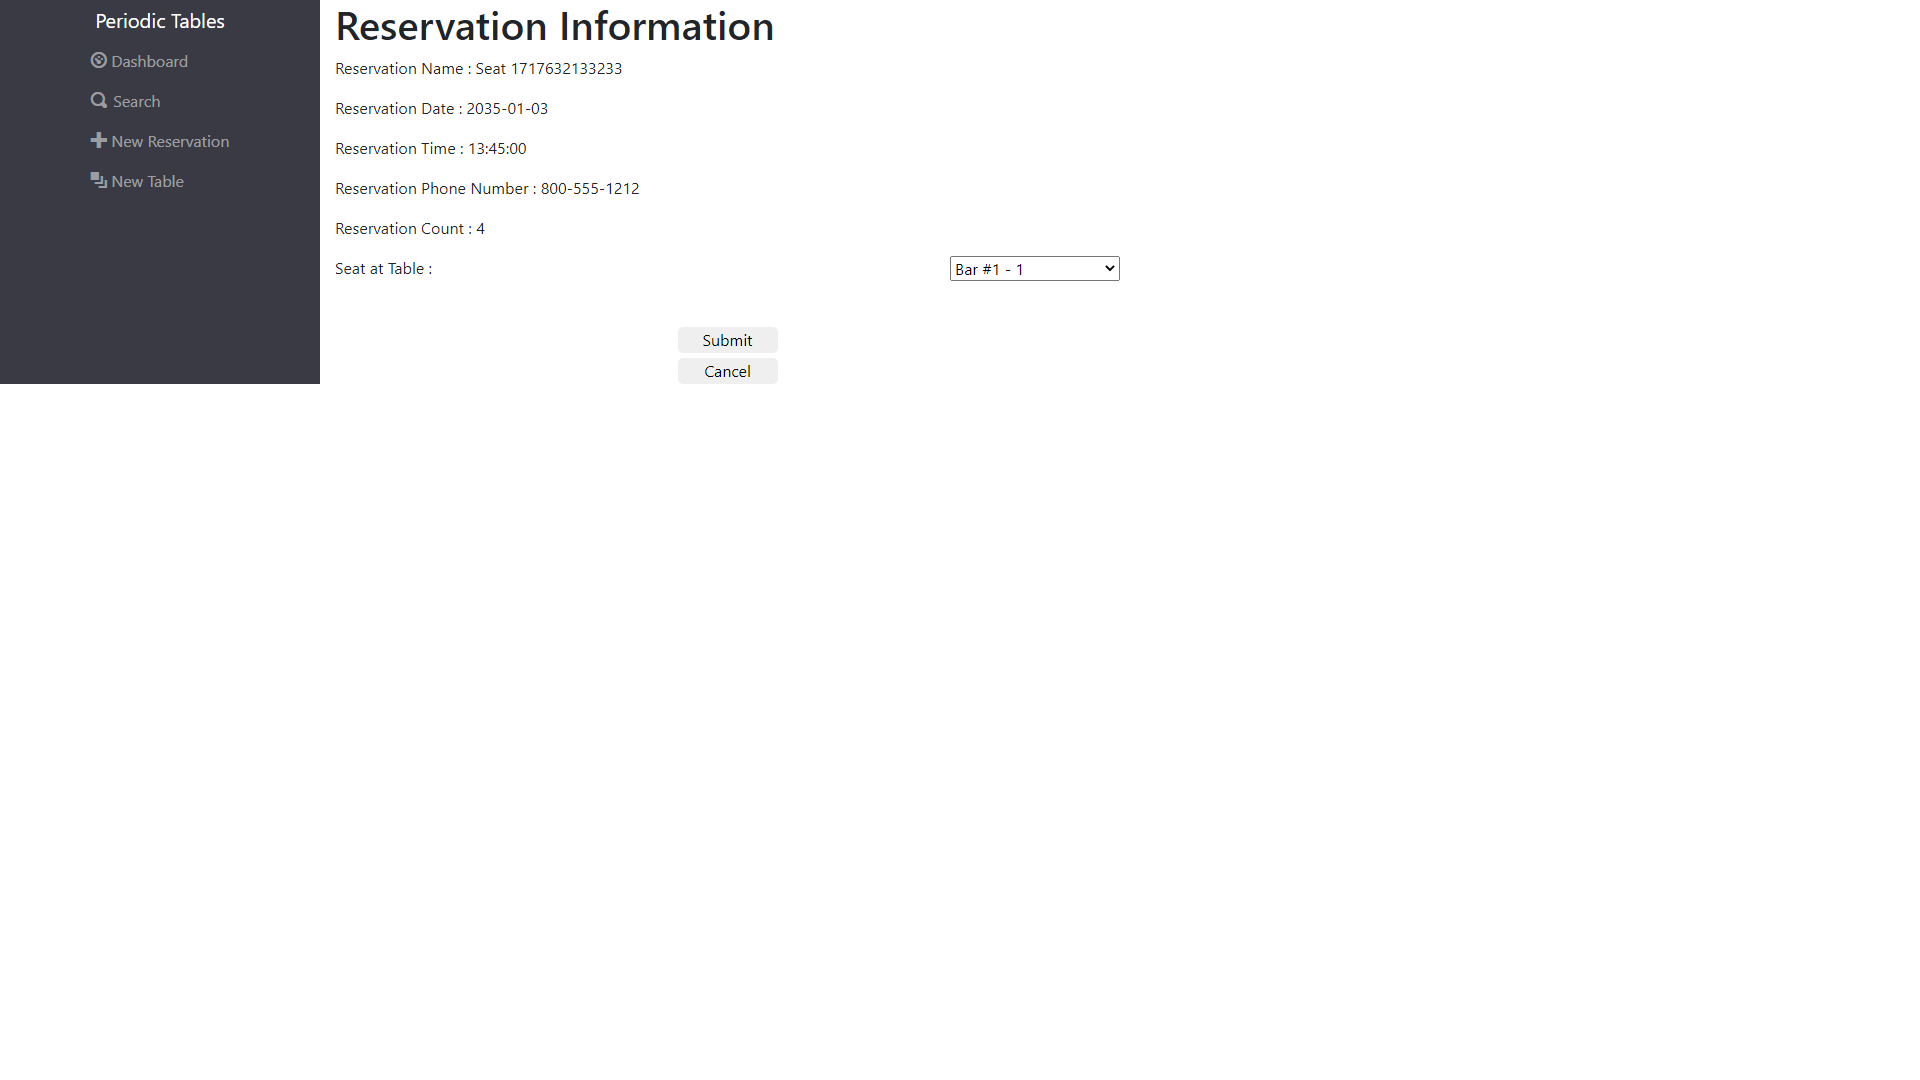 Periodic Tables
Dashboard
Search
New Reservation
New Table
Reservation Information
Reservation Name : Seat 1717632133233
Reservation Date : 2035-01-03
Reservation Time : 13:45:00
Reservation Phone Number : 800-555-1212
Reservation Count : 4
Seat at Table :
Bar #1 - 1
Submit
Cancel